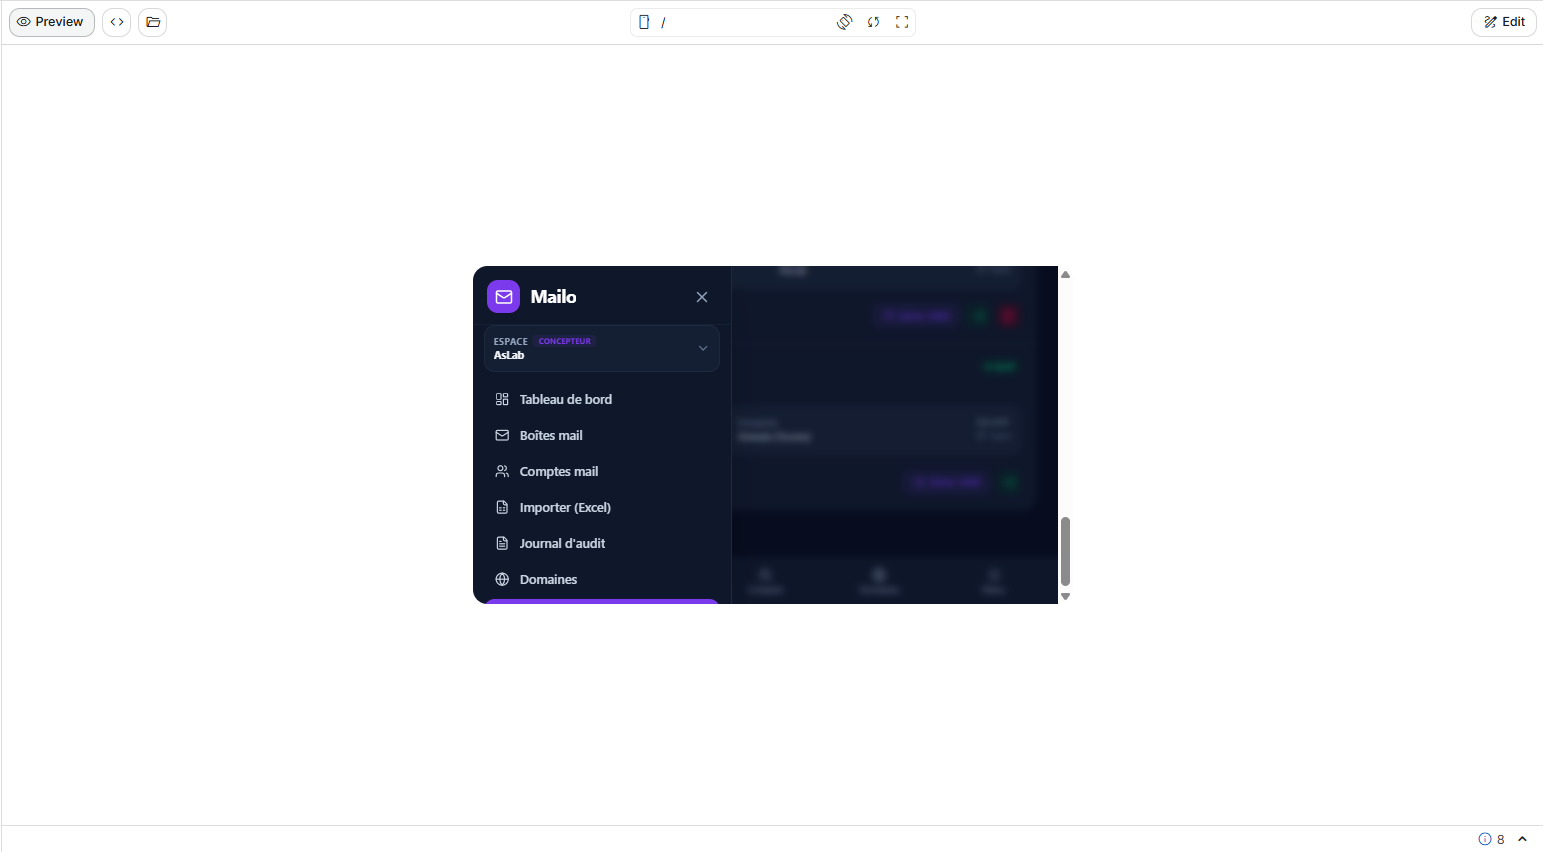 Preview
/
Edit
Mailo
ESPACE CONCEPTEUR
AsLab
Tableau de bord
Boîtes mail
Comptes mail
Importer (Excel)
Journal d'audit
Domaines
8